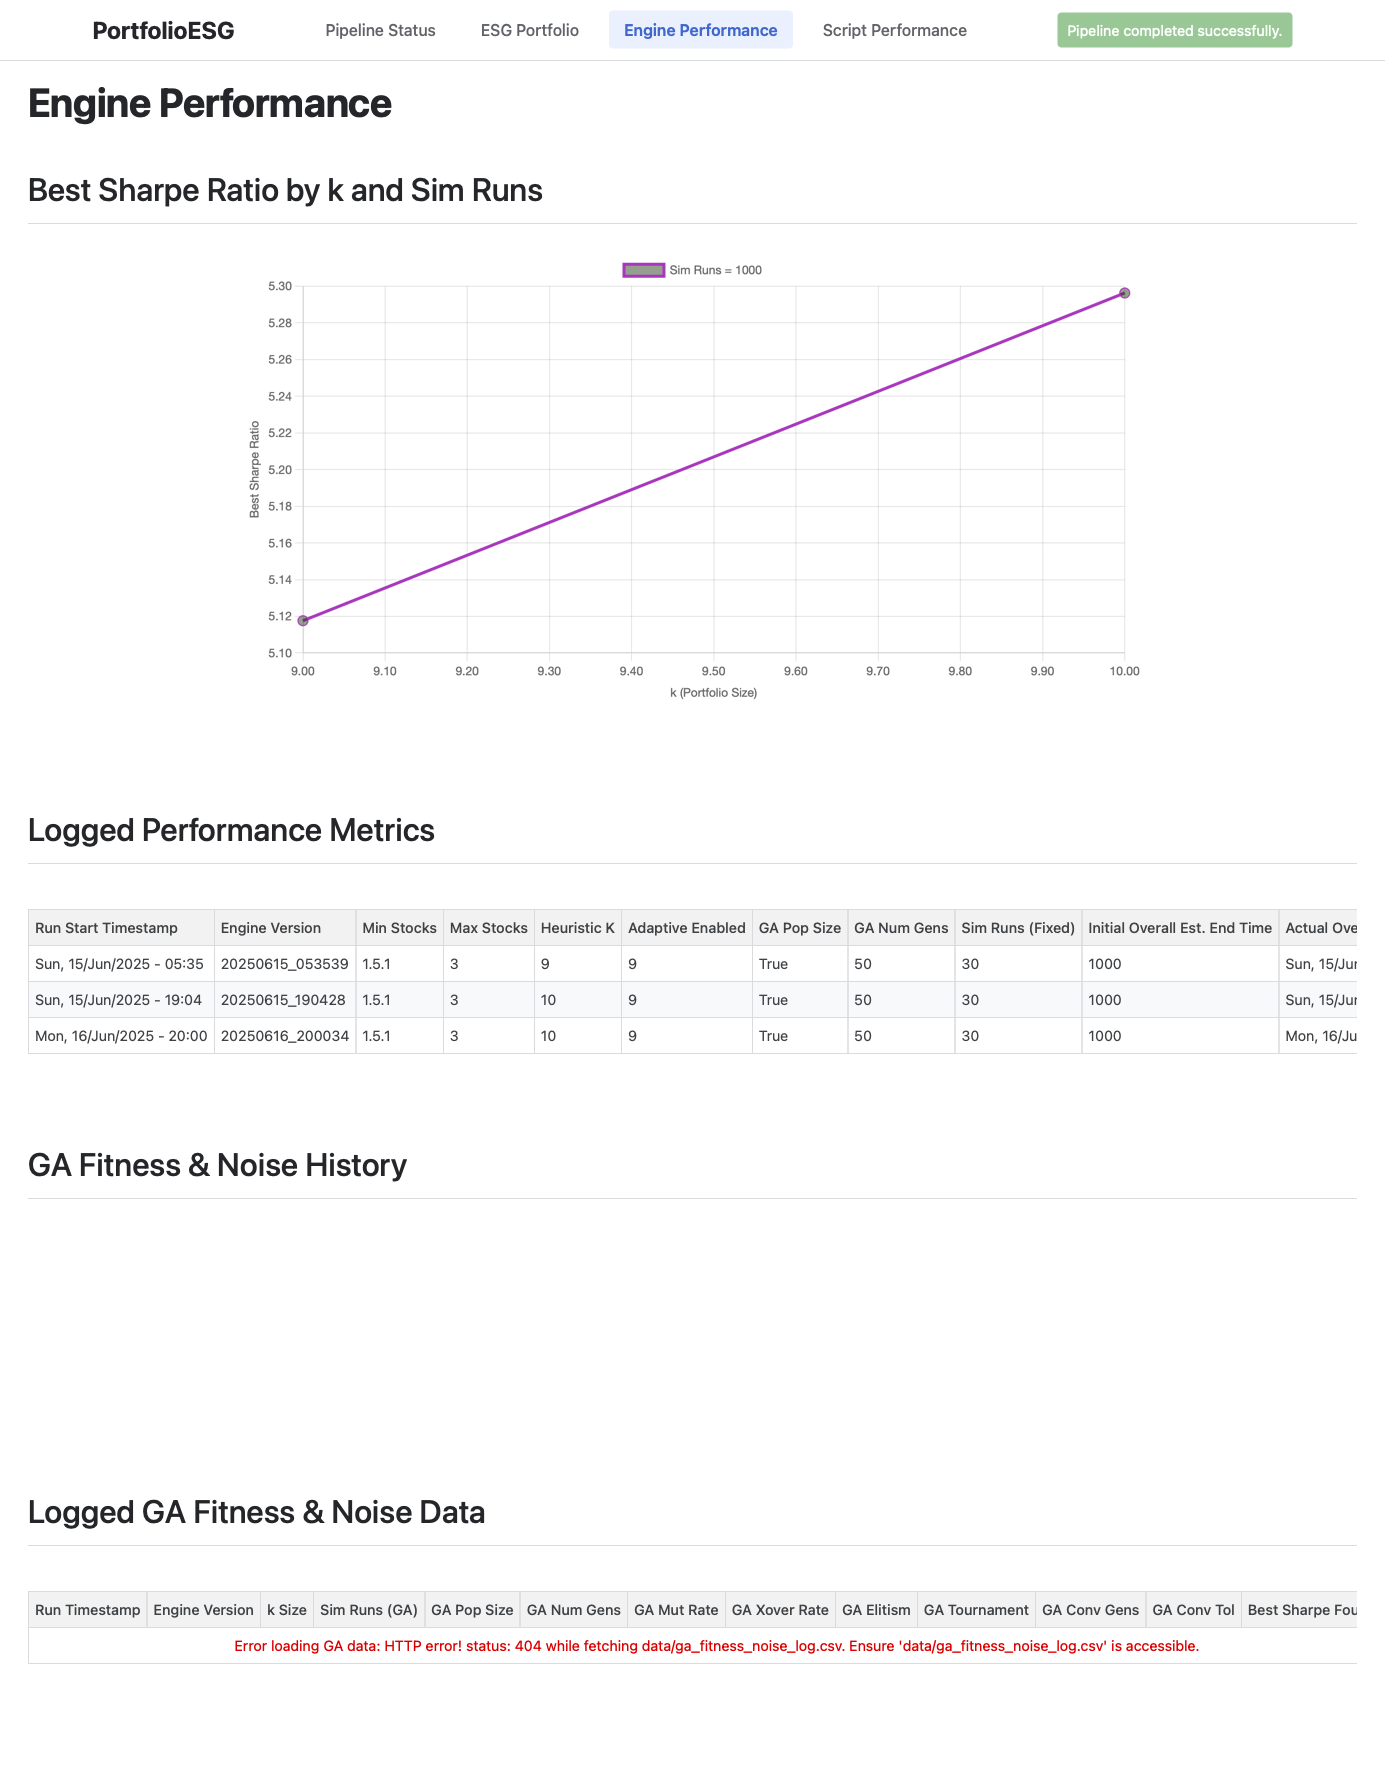 PortfolioESG Pipeline Status ESG Portfolio Engine Performance Script Performance Pipeline completed successfully.
Engine Performance
Best Sharpe Ratio by k and Sim Runs
Sim Runs = 1000
5.30
5.28
5.26
5.24
5.22
5.20
5.18
5.16
5.14
5.12
5.10
Best Sharpe Ratio
9.00 9.10 9.20 9.30 9.40 9.50 9.60 9.70 9.80 9.90 10.00
k (Portfolio Size)
Logged Performance Metrics
Run Start Timestamp Engine Version Min Stocks Max Stocks Heuristic K Adaptive Enabled GA Pop Size GA Num Gens Sim Runs (Fixed) Initial Overall Est. End Time Actual Ove
Sun, 15/Jun/2025 - 05:35 20250615_053539 1.5.1 3 9 9 True 50 30 1000 Sun, 15/Jun
Sun, 15/Jun/2025 - 19:04 20250615_190428 1.5.1 3 10 9 True 50 30 1000 Sun, 15/Jun
Mon, 16/Jun/2025 - 20:00 20250616_200034 1.5.1 3 10 9 True 50 30 1000 Mon, 16/Ju
GA Fitness & Noise History
Logged GA Fitness & Noise Data
Run Timestamp Engine Version k Size Sim Runs (GA) GA Pop Size GA Num Gens GA Mut Rate GA Xover Rate GA Elitism GA Tournament GA Conv Gens GA Conv Tol Best Sharpe Fou
Error loading GA data: HTTP error! status: 404 while fetching data/ga_fitness_noise_log.csv. Ensure 'data/ga_fitness_noise_log.csv' is accessible.